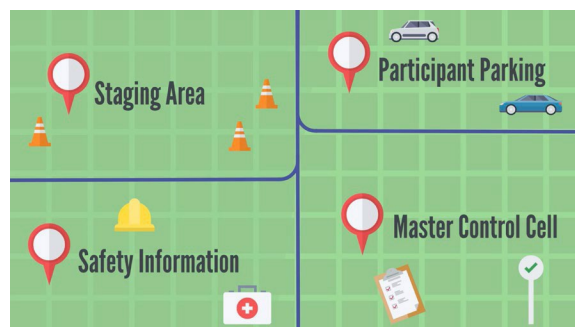 Staging Area
Participant Parking
Safety Information
Master Control Cell